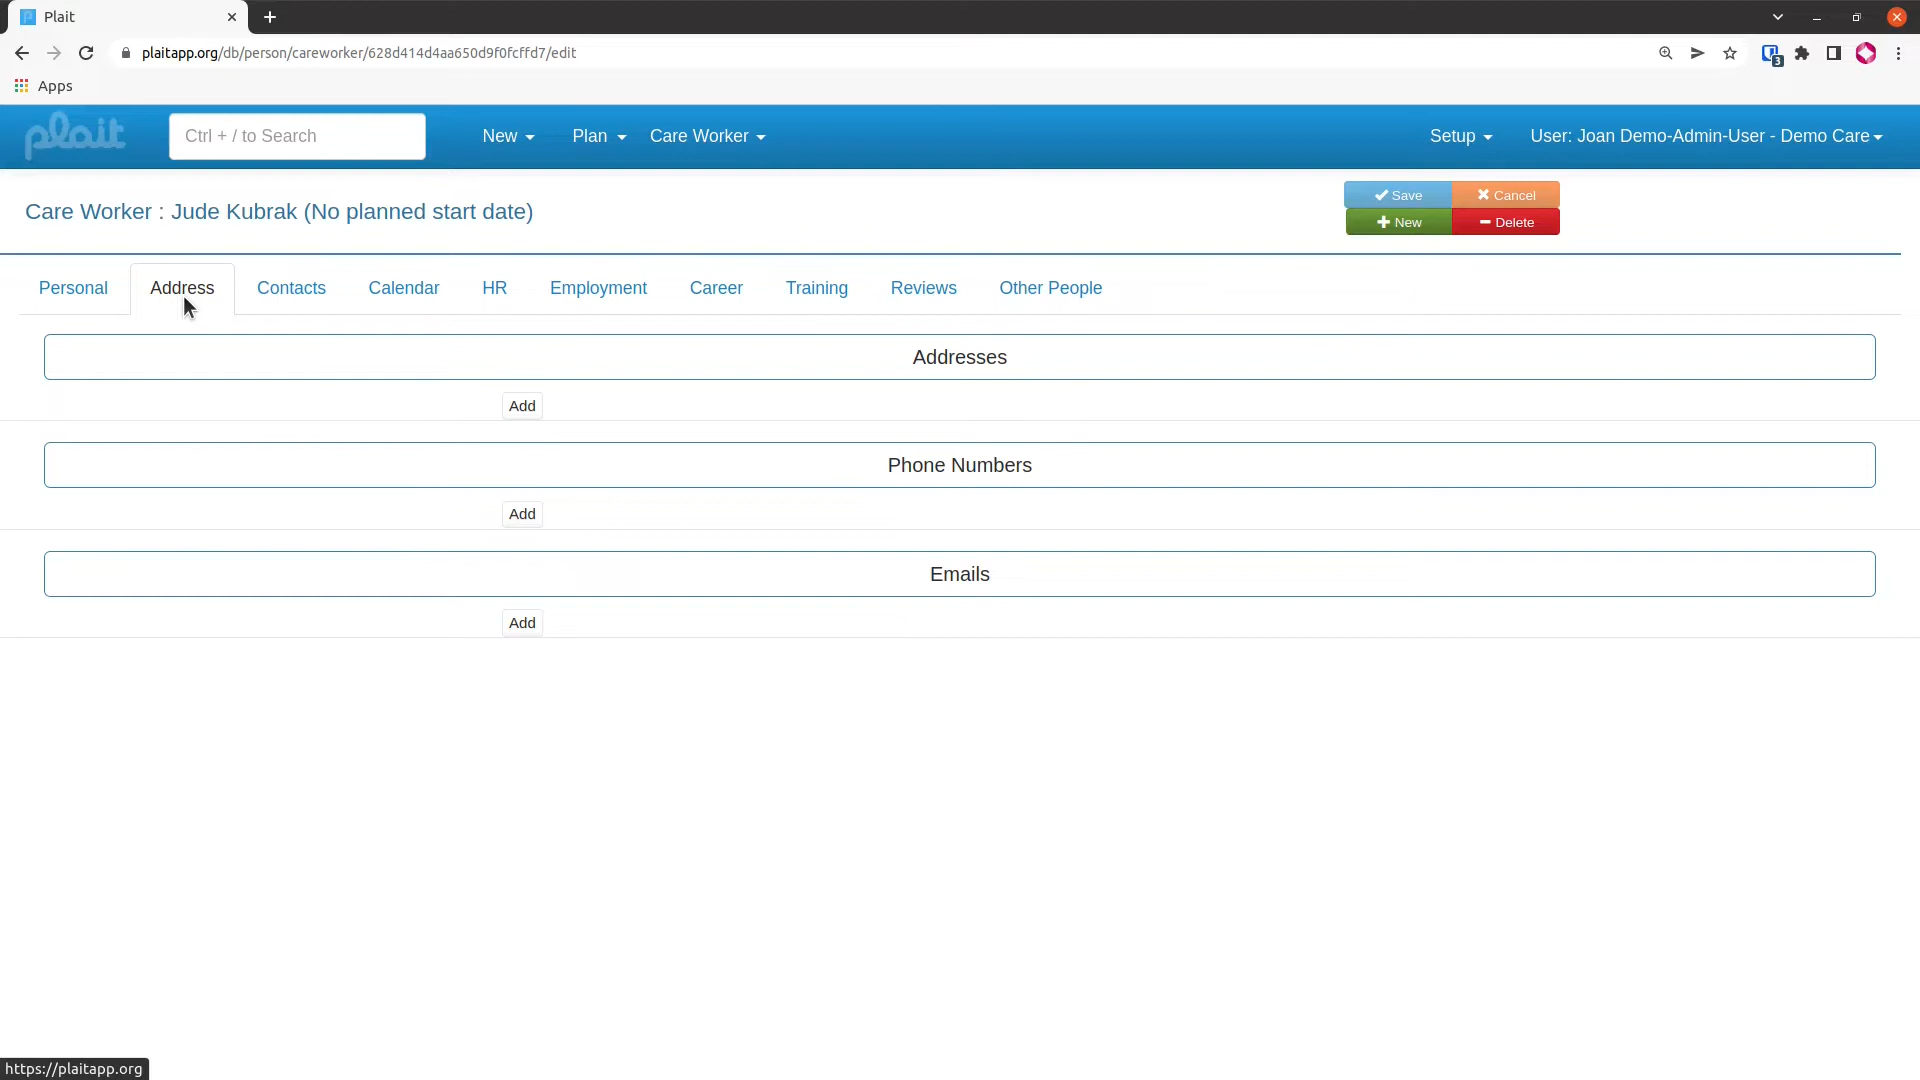 Plait
plaitapp.org/db/person/careworker/628d414d4aa650d9f0fcffd7/edit
3
Apps
plait
Ctrl + / to Search
New
Plan
Care Worker
Setup
User: Joan Demo-Admin-User - Demo Care
Care Worker : Jude Kubrak (No planned start date)
Save
Cancel
New
Delete
Personal
Address
Contacts
Calendar
HR
Employment
Career
Training
Reviews
Other People
Addresses
Add
Phone Numbers
Add
Emails
Add
https://plaitapp.org